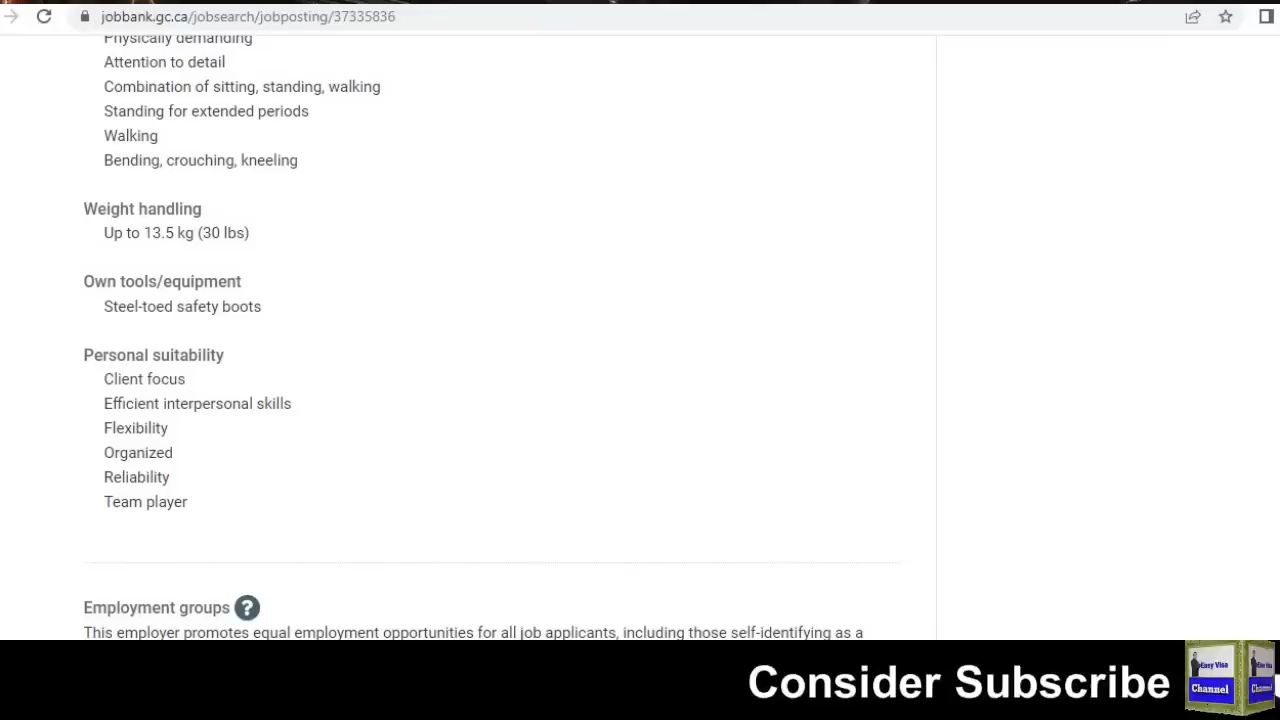 jobbank.gc.ca/jobsearch/jobposting/37335836
Physically demanding
Attention to detail
Combination of sitting, standing, walking
Standing for extended periods
Walking
Bending, crouching, kneeling
Weight handling
Up to 13.5 kg (30 lbs)
Own tools/equipment
Steel-toed safety boots
Personal suitability
Client focus
Efficient interpersonal skills
Flexibility
Organized
Reliability
Team player
Employment groups ?
This employer promotes equal employment opportunities for all job applicants, including those self-identifying as a
Consider Subscribe
Easy Visa
Channel
Channel